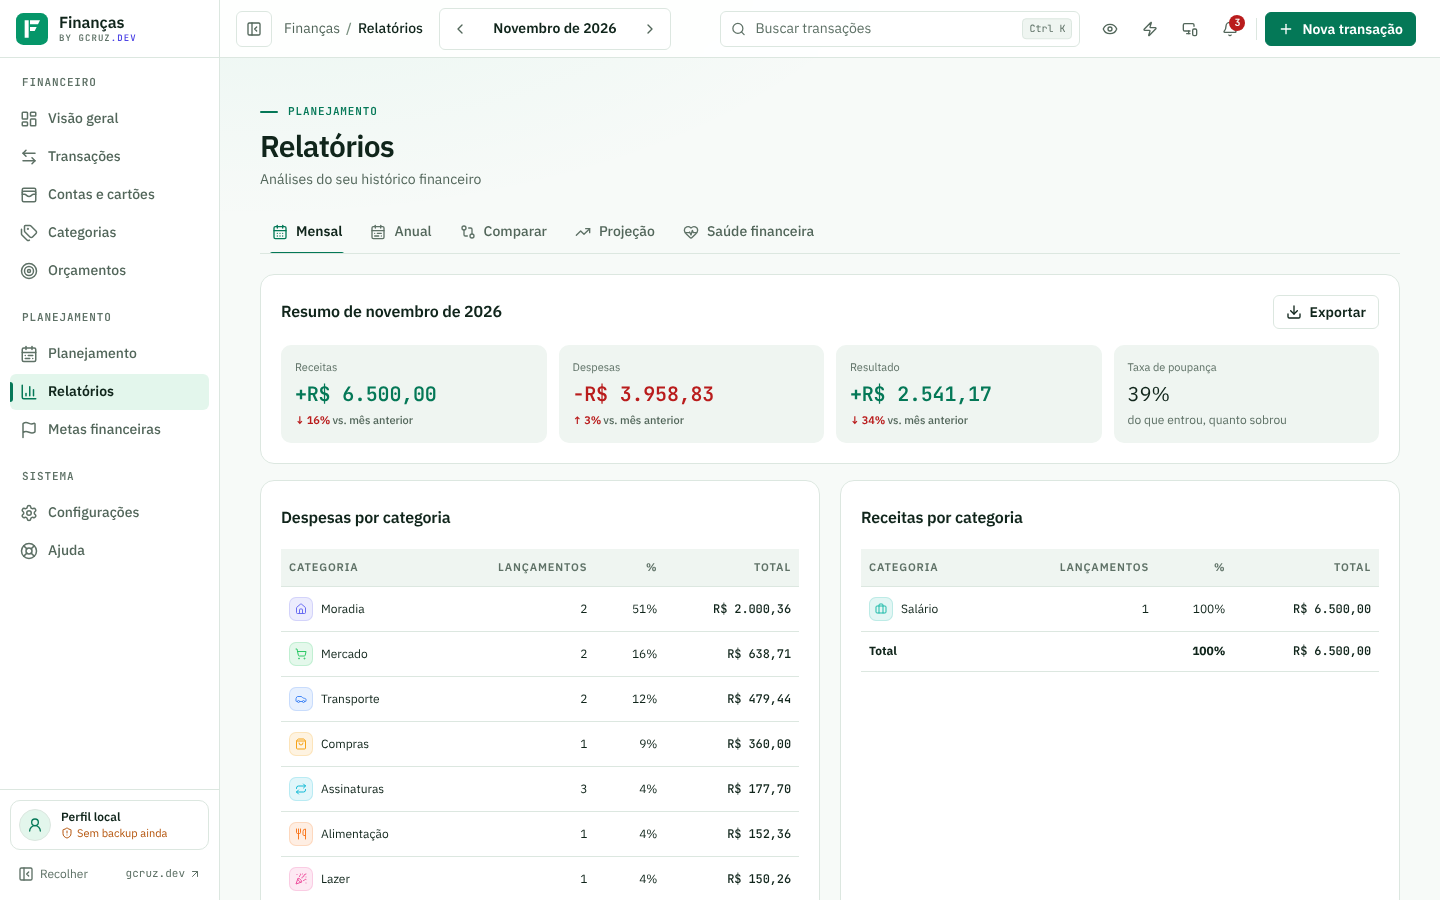 Finanças
BY GCRUZ.DEV
Finanças / Relatórios
Novembro de 2026
Buscar transações
Ctrl K
3
Nova transação
FINANCEIRO
Visão geral
Transações
Contas e cartões
Categorias
Orçamentos
PLANEJAMENTO
Planejamento
Relatórios
Metas financeiras
SISTEMA
Configurações
Ajuda
Perfil local
Sem backup ainda
Recolher
gcruz.dev
PLANEJAMENTO
Relatórios
Análises do seu histórico financeiro
Mensal
Anual
Comparar
Projeção
Saúde financeira
Resumo de novembro de 2026
Exportar
Receitas
+R$ 6.500,00
↓ 16% vs. mês anterior
Despesas
-R$ 3.958,83
↑ 3% vs. mês anterior
Resultado
+R$ 2.541,17
↓ 34% vs. mês anterior
Taxa de poupança
39%
do que entrou, quanto sobrou
Despesas por categoria
CATEGORIA LANÇAMENTOS % TOTAL
Moradia 2 51% R$ 2.000,36
Mercado 2 16% R$ 638,71
Transporte 2 12% R$ 479,44
Compras 1 9% R$ 360,00
Assinaturas 3 4% R$ 177,70
Alimentação 1 4% R$ 152,36
Lazer 1 4% R$ 150,26
Receitas por categoria
CATEGORIA LANÇAMENTOS % TOTAL
Salário 1 100% R$ 6.500,00
Total 100% R$ 6.500,00